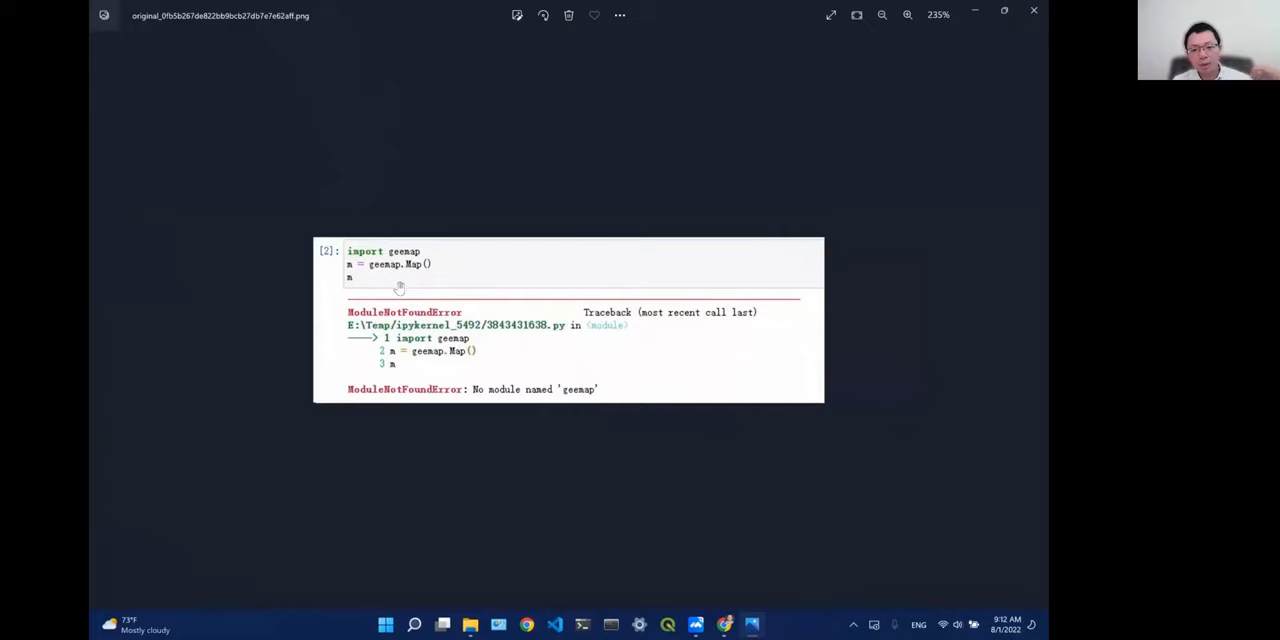 original_0fb5b267de822bb9bcb27db7e7e62aff.png
235%
[2]: import geemap
m = geemap.Map()
m
ModuleNotFoundError Traceback (most recent call last)
E:\Temp/ipykernel_5492/3843431638.py in <module>
----> 1 import geemap
2 m = geemap.Map()
3 m
ModuleNotFoundError: No module named 'geemap'
73°F
Mostly cloudy
ENG
9:12 AM
8/1/2022